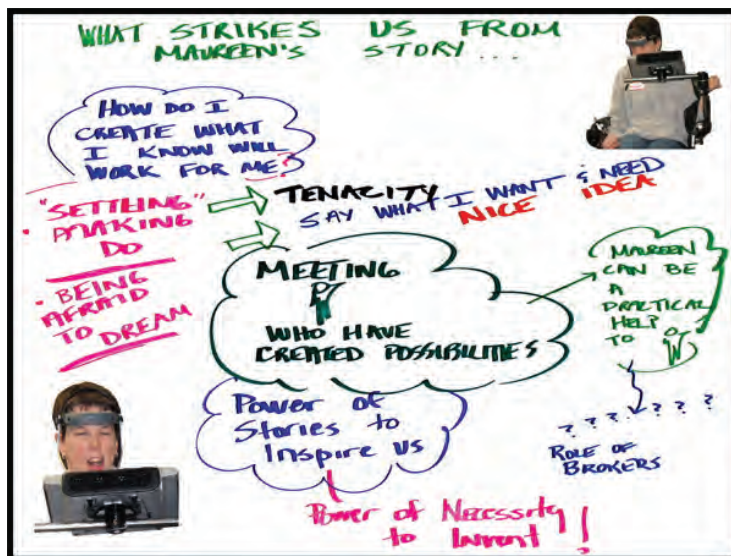 WHAT STRIKES US FROM
MAUREEN'S STORY...
HOW DO I
CREATE WHAT
I KNOW WILL
WORK FOR ME?
• "SETTLING"
• MAKING
DO
• BEING
AFRAID
TO DREAM
TENACITY
SAY WHAT I WANT & NEED
NICE IDEA
MEETING
WHO HAVE
CREATED POSSIBILITIES
MAUREEN
CAN BE
A
PRACTICAL
HELP
TO
? ? ? ? ? ? ?
ROLE OF
BROKERS
Power of
Stories to
Inspire us
Power of Necessity
to Invent!